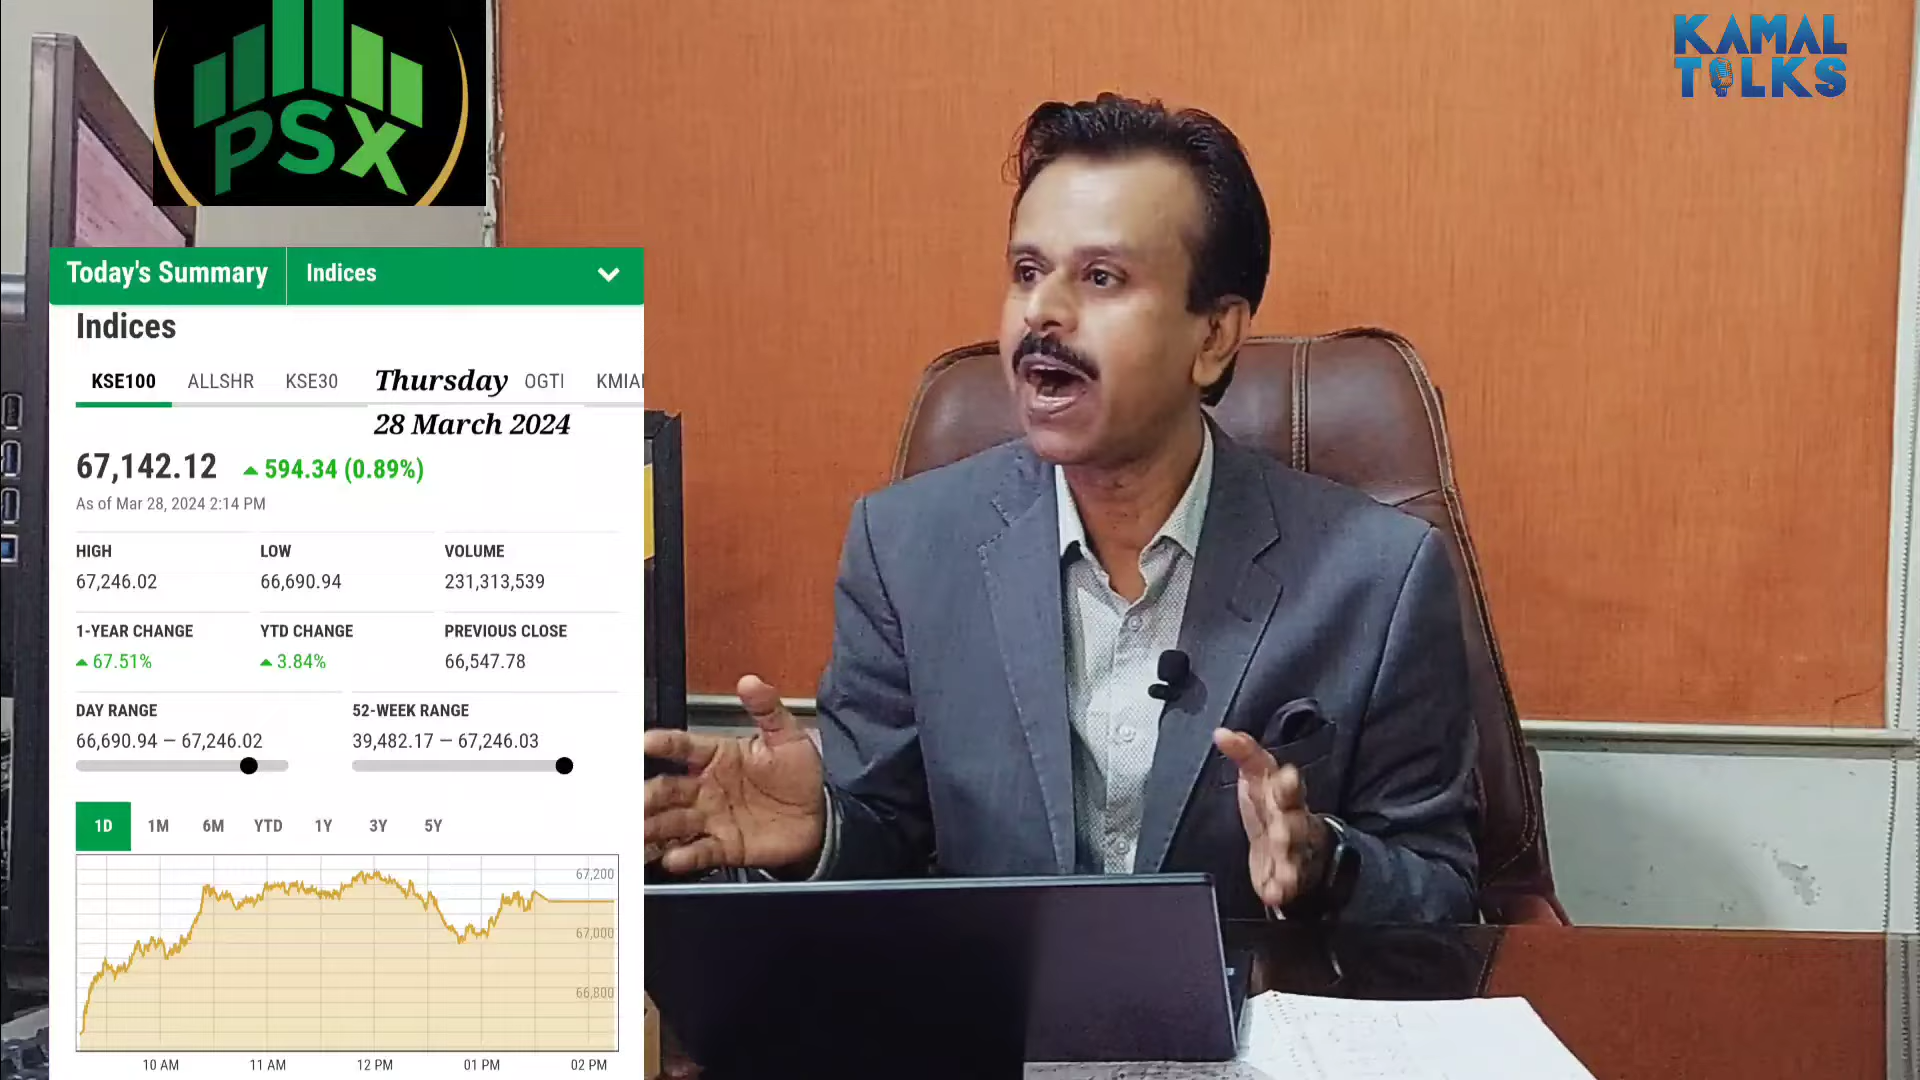 PSX
KAMAL
TALKS
Today's Summary Indices
Indices
KSE100 ALLSHR KSE30 Thursday OGTI
28 March 2024
67,142.12 594.34 (0.89%)
As of Mar 28, 2024 2:14 PM
HIGH LOW VOLUME
67,246.02 66,690.94 231,313,539
1-YEAR CHANGE YTD CHANGE PREVIOUS CLOSE
67.51% 3.84% 66,547.78
DAY RANGE 52-WEEK RANGE
66,690.94 — 67,246.02 39,482.17 — 67,246.03
1D 1M 6M YTD 1Y 3Y 5Y
67,200
67,000
66,800
10 AM 11 AM 12 PM 01 PM 02 PM